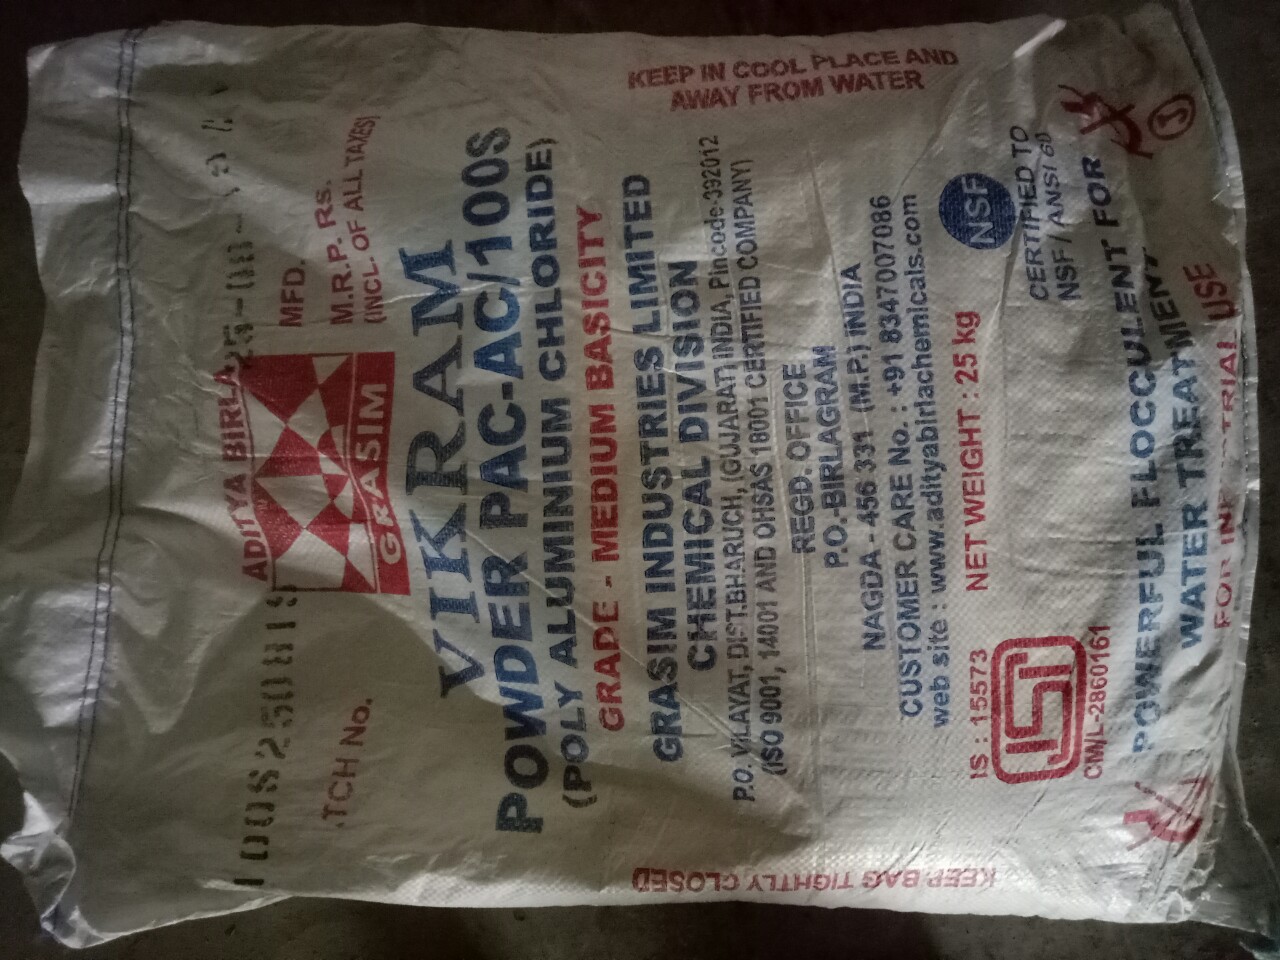 ADITYA BIRLA
GRASIM
100S250819
MFD.
M.R.P. Rs.
(INCL. OF ALL TAXES)
TCH No.
VIKRAM
POWDER PAC-AC/100S
(POLY ALUMINIUM CHLORIDE)
GRADE - MEDIUM BASICITY
GRASIM INDUSTRIES LIMITED
CHEMICAL DIVISION
P.O. VILAYAT, DIST.BHARUCH, (GUJARAT) INDIA, Pincode-392012
(ISO 9001, 14001 AND OHSAS 18001 CERTIFIED COMPANY)
REGD. OFFICE
P.O.-BIRLAGRAM
NAGDA - 456 331 (M.P.) INDIA
CUSTOMER CARE No. : +91 8347007086
web site : www.adityabirlachemicals.com
IS : 15573
NET WEIGHT : 25 kg
ISI
CM/L-2860161
NSF
CERTIFIED TO
NSF / ANSI 60
POWERFUL FLOCCULENT FOR
WATER TREATMENT
FOR USE
KEEP IN COOL PLACE AND
AWAY FROM WATER
KEEP BAG TIGHTLY CLOSED